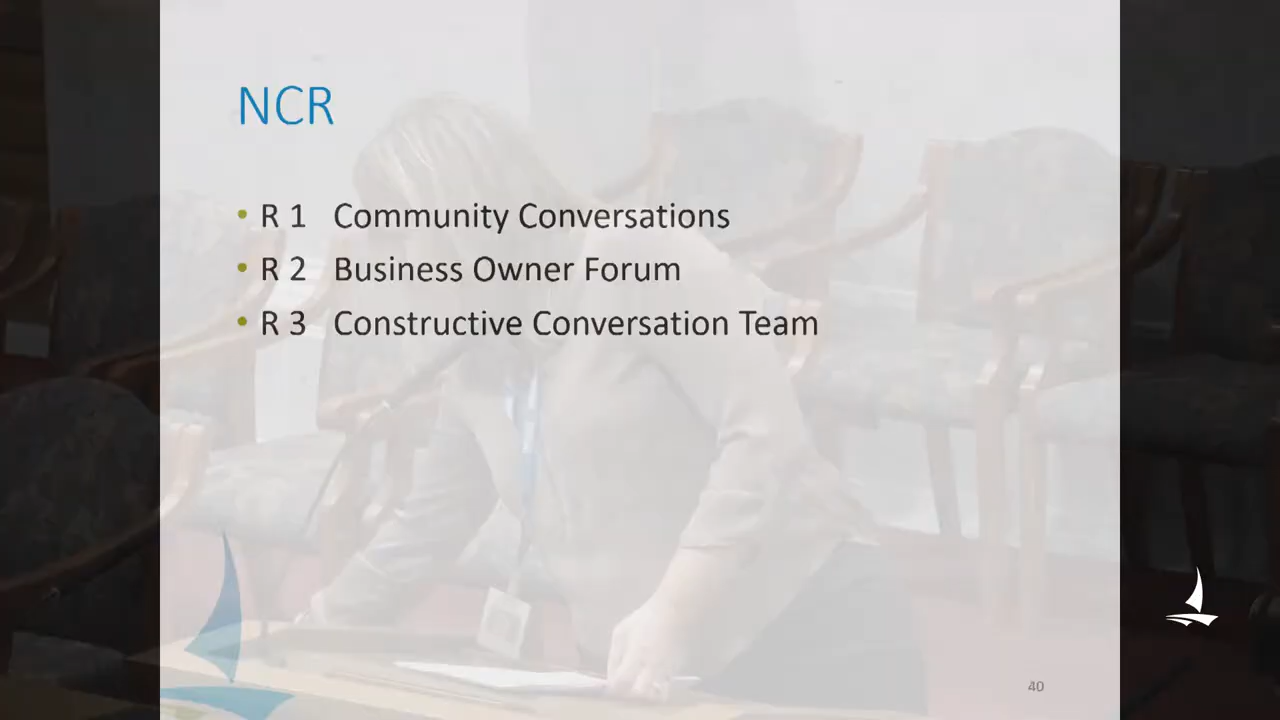 NCR
• R 1 Community Conversations
• R 2 Business Owner Forum
• R 3 Constructive Conversation Team
40